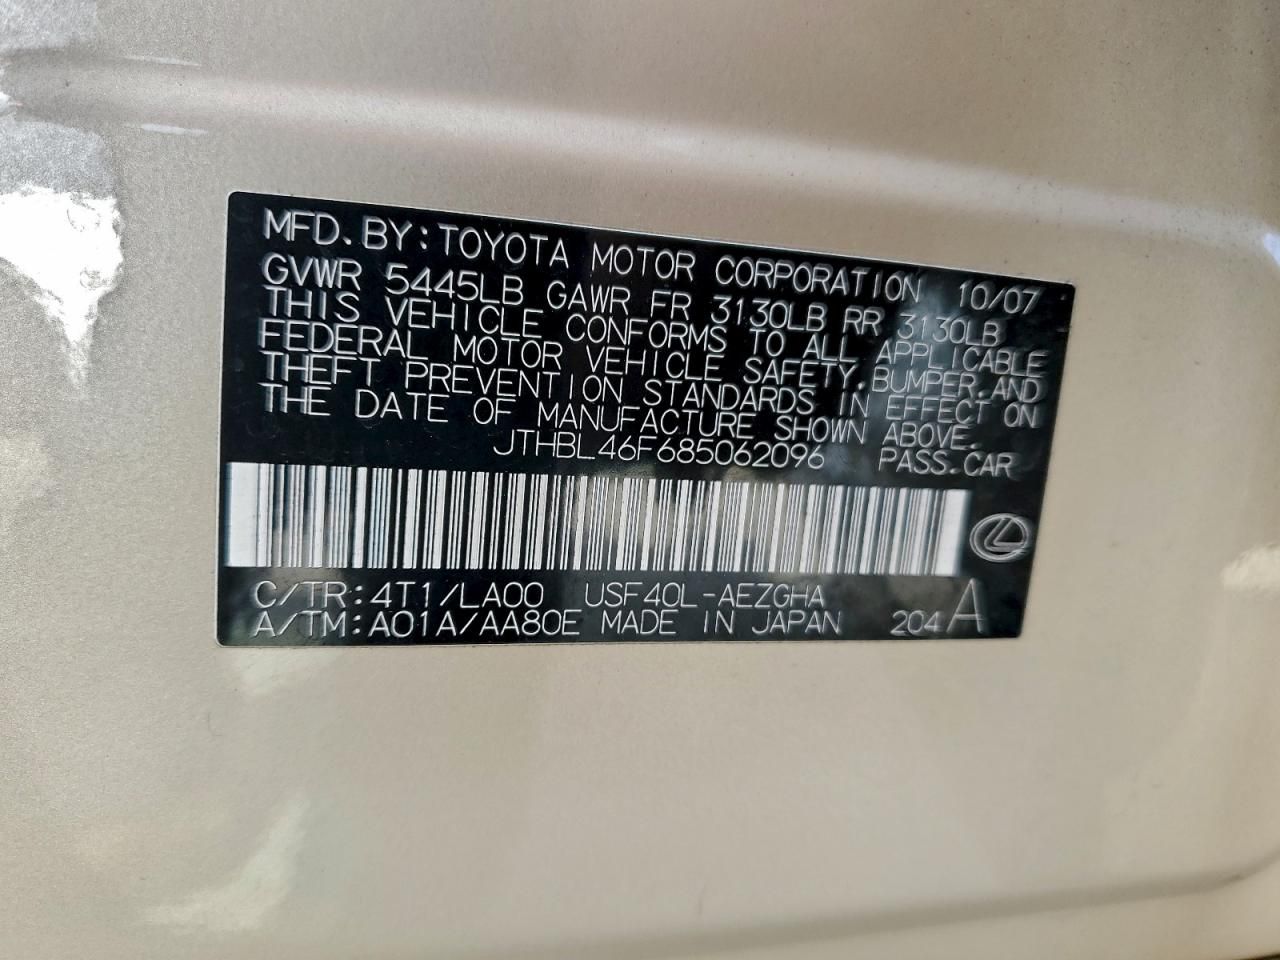 MFD.BY:TOYOTA MOTOR CORPORATION 10/07
GVWR 5445LB GAWR FR 3130LB RR 3130LB
THIS VEHICLE CONFORMS TO ALL APPLICABLE
FEDERAL MOTOR VEHICLE SAFETY,BUMPER,AND
THEFT PREVENTION STANDARDS IN EFFECT ON
THE DATE OF MANUFACTURE SHOWN ABOVE.
JTHBL46F685062096 PASS.CAR
C/TR:4T1/LA00 USF40L-AEZGHA
A/TM:A01A/AA80E MADE IN JAPAN 204 A